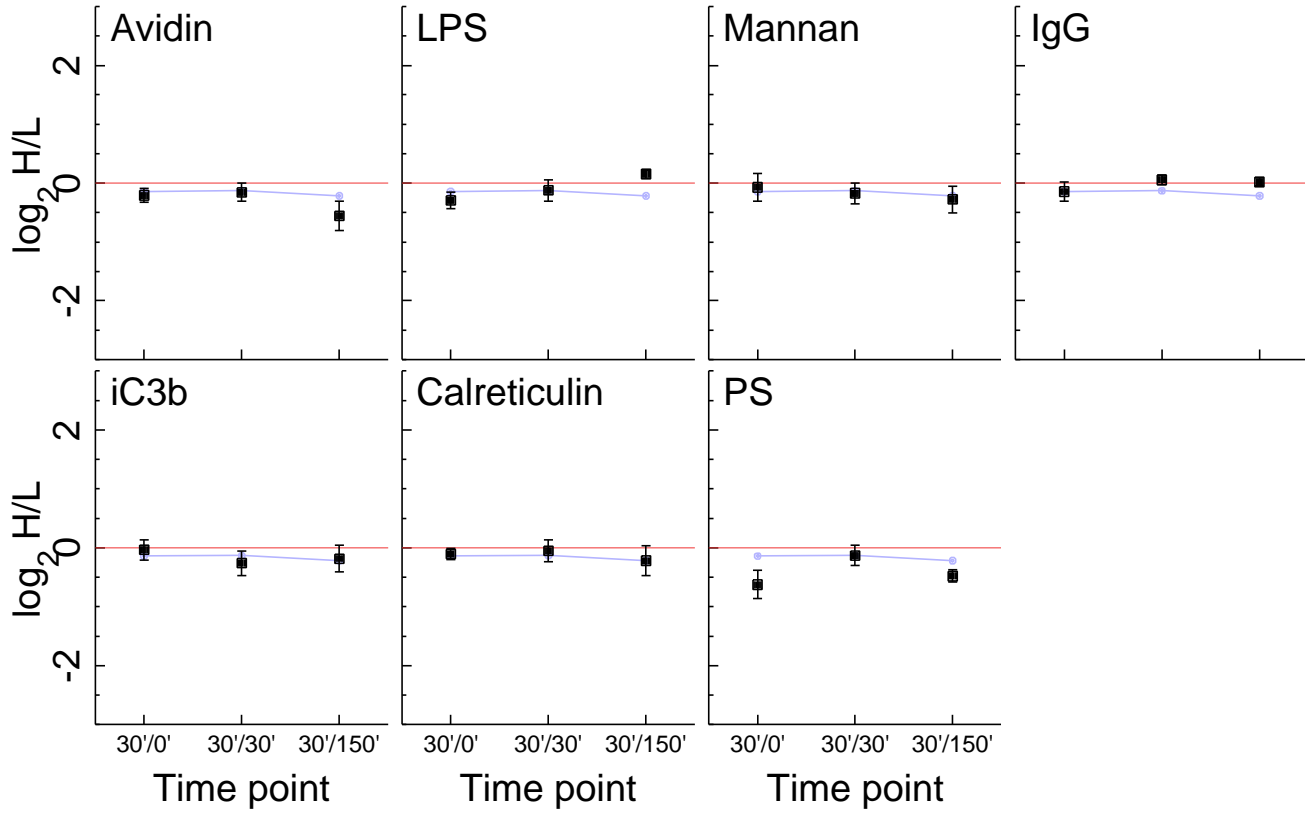 Avidin
LPS
Mannan
IgG
2
0
-2
log2 H/L
iC3b
Calreticulin
PS
2
0
-2
log2 H/L
30'/0' 30'/30' 30'/150'
30'/0' 30'/30' 30'/150'
30'/0' 30'/30' 30'/150'
Time point
Time point
Time point